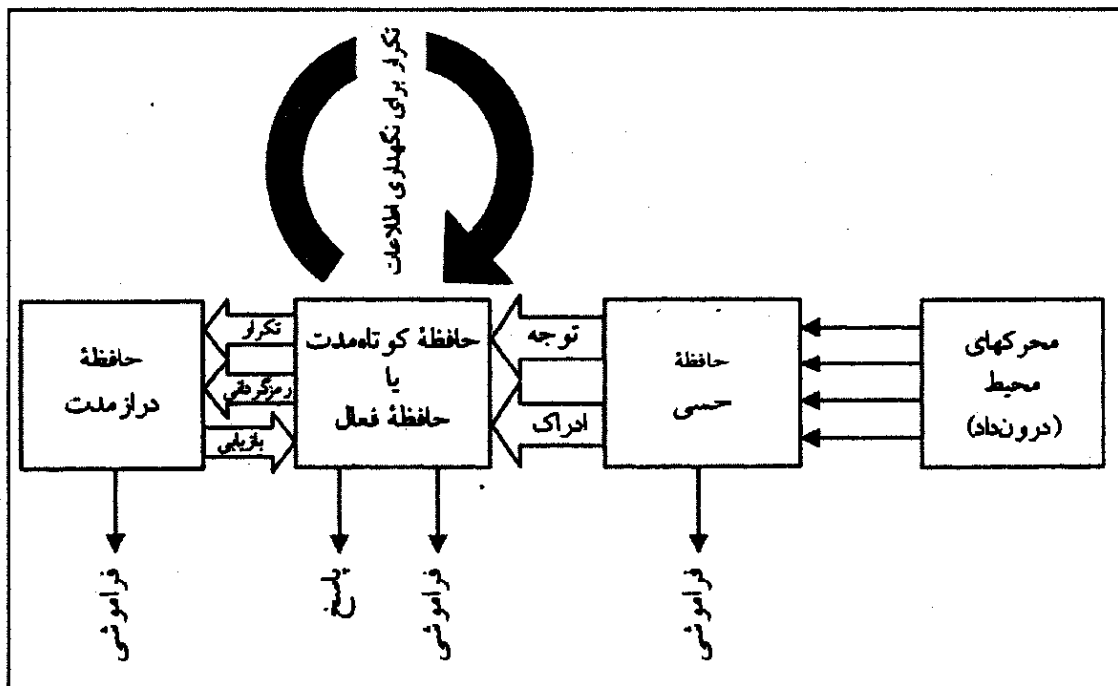 تکرار برای نگهداری اطلاعات
محرکهای
محیط
(درون‌داد)
حافظهٔ
حسی
توجه
ادراک
حافظهٔ کوتاه‌مدت
یا
حافظهٔ فعال
تکرار
رمزگردانی
بازیابی
حافظهٔ
درازمدت
فراموشی
فراموشی
پاسخ
فراموشی